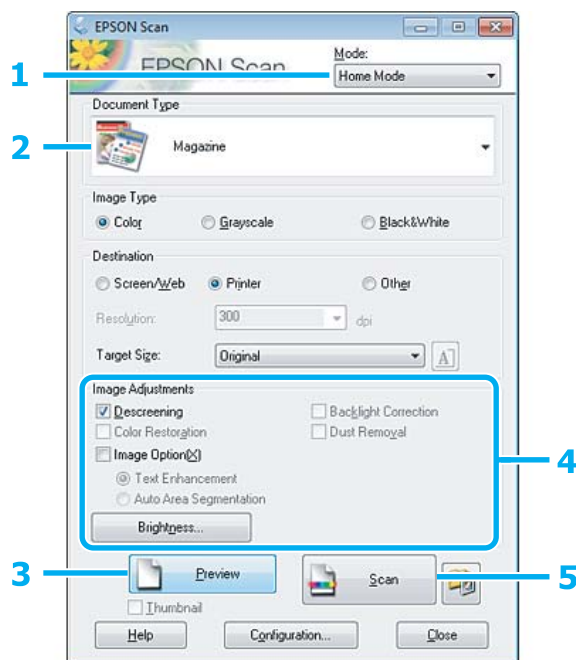 EPSON Scan
EPSON Scan
Mode:
1
Home Mode
Document Type
2
Magazine
Image Type
Color
Grayscale
Black&White
Destination
Screen/Web
Printer
Other
Resolution:
300
dpi
Target Size:
Original
A
Image Adjustments
Descreening
Backlight Correction
Color Restoration
Dust Removal
Image Option(X)
4
Text Enhancement
Auto Area Segmentation
Brightness...
3
Preview
Scan
5
Thumbnail
Help
Configuration...
Close